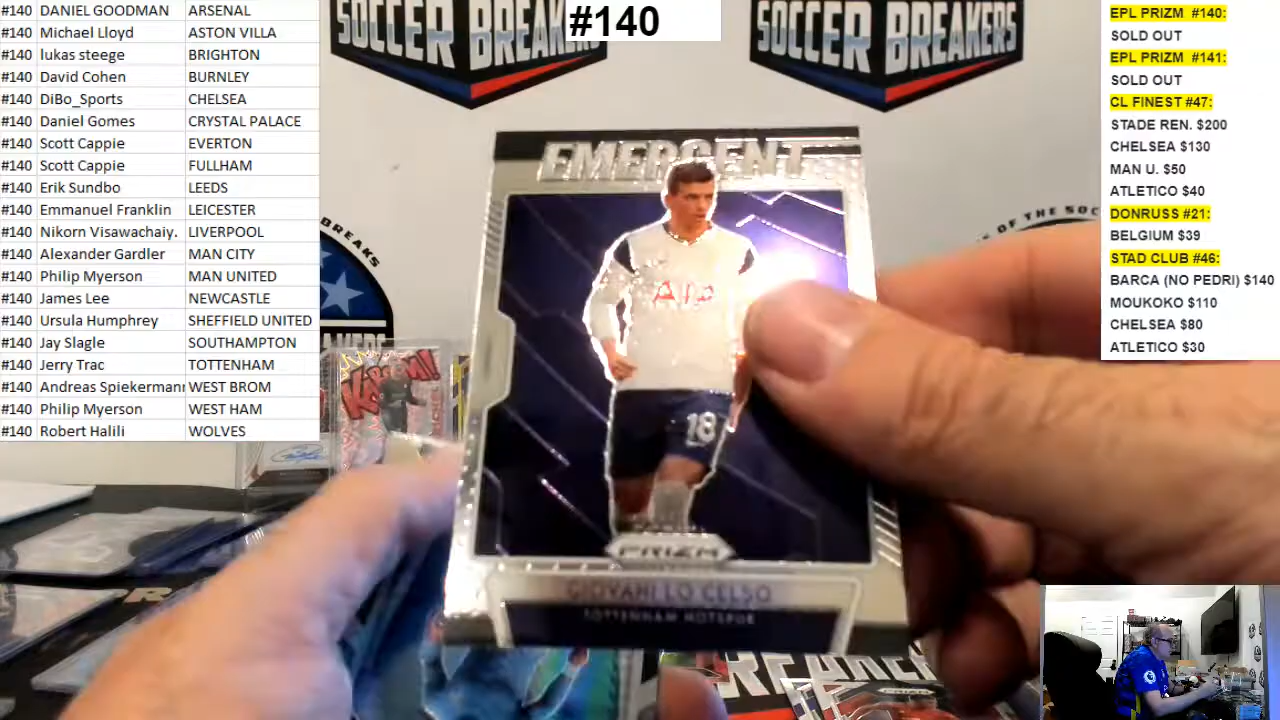 #140 DANIEL GOODMAN ARSENAL
#140 Michael Lloyd ASTON VILLA
#140 lukas steege BRIGHTON
#140 David Cohen BURNLEY
#140 DiBo_Sports CHELSEA
#140 Daniel Gomes CRYSTAL PALACE
#140 Scott Cappie EVERTON
#140 Scott Cappie FULLHAM
#140 Erik Sundbo LEEDS
#140 Emmanuel Franklin LEICESTER
#140 Nikorn Visawachaiy. LIVERPOOL
#140 Alexander Gardler MAN CITY
#140 Philip Myerson MAN UNITED
#140 James Lee NEWCASTLE
#140 Ursula Humphrey SHEFFIELD UNITED
#140 Jay Slagle SOUTHAMPTON
#140 Jerry Trac TOTTENHAM
#140 Andreas Spiekermann WEST BROM
#140 Philip Myerson WEST HAM
#140 Robert Halili WOLVES
#140
SOCCER BREAK
SOCCER BREAKERS
EPL PRIZM #140:
SOLD OUT
EPL PRIZM #141:
SOLD OUT
CL FINEST #47:
STADE REN. $200
CHELSEA $130
MAN U. $50
ATLETICO $40
DONRUSS #21:
BELGIUM $39
STAD CLUB #46:
BARCA (NO PEDRI) $140
MOUKOKO $110
CHELSEA $80
ATLETICO $30
BREAKS
OF THE SOC
KABOOM!
EMERGENT
AIA
18
PRIZM
GIOVANI LO CELSO
TOTTENHAM HOTSPUR